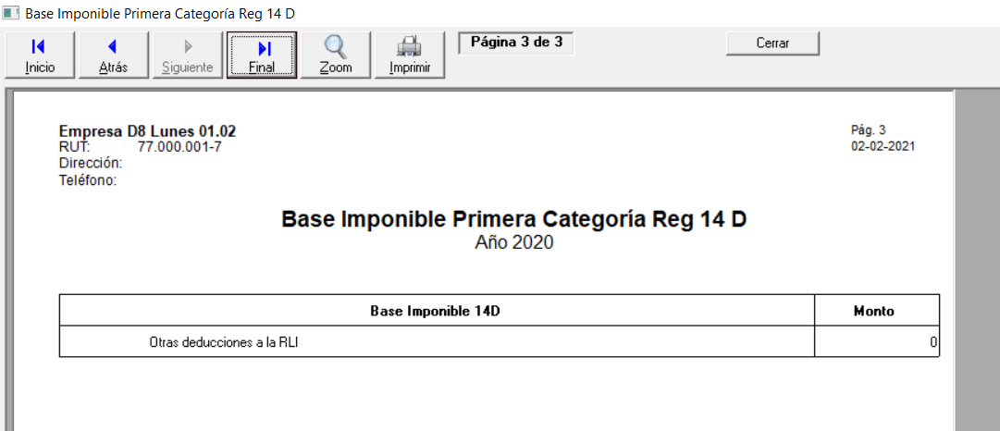 Base Imponible Primera Categoría Reg 14 D
Inicio
Atrás
Siguiente
Final
Zoom
Imprimir
Página 3 de 3
Cerrar
Empresa D8 Lunes 01.02
Pág. 3
RUT: 77.000.001-7
02-02-2021
Dirección:
Teléfono:
Base Imponible Primera Categoría Reg 14 D
Año 2020
Base Imponible 14D Monto
Otras deducciones a la RLI 0